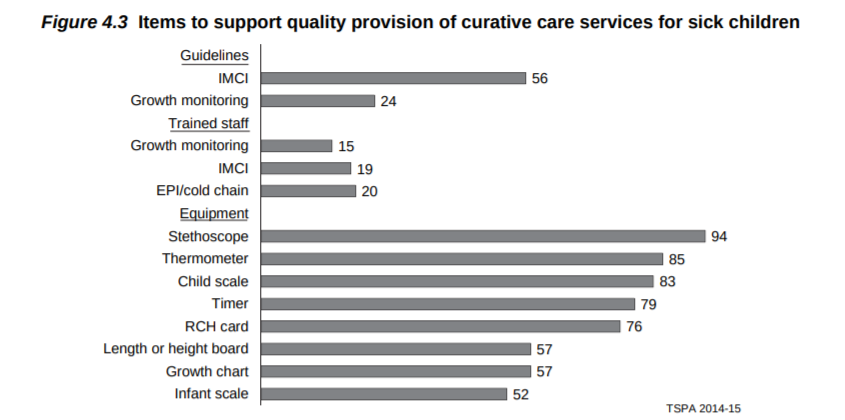 Figure 4.3 Items to support quality provision of curative care services for sick children
Guidelines
IMCI 56
Growth monitoring 24
Trained staff
Growth monitoring 15
IMCI 19
EPI/cold chain 20
Equipment
Stethoscope 94
Thermometer 85
Child scale 83
Timer 79
RCH card 76
Length or height board 57
Growth chart 57
Infant scale 52
TSPA 2014-15